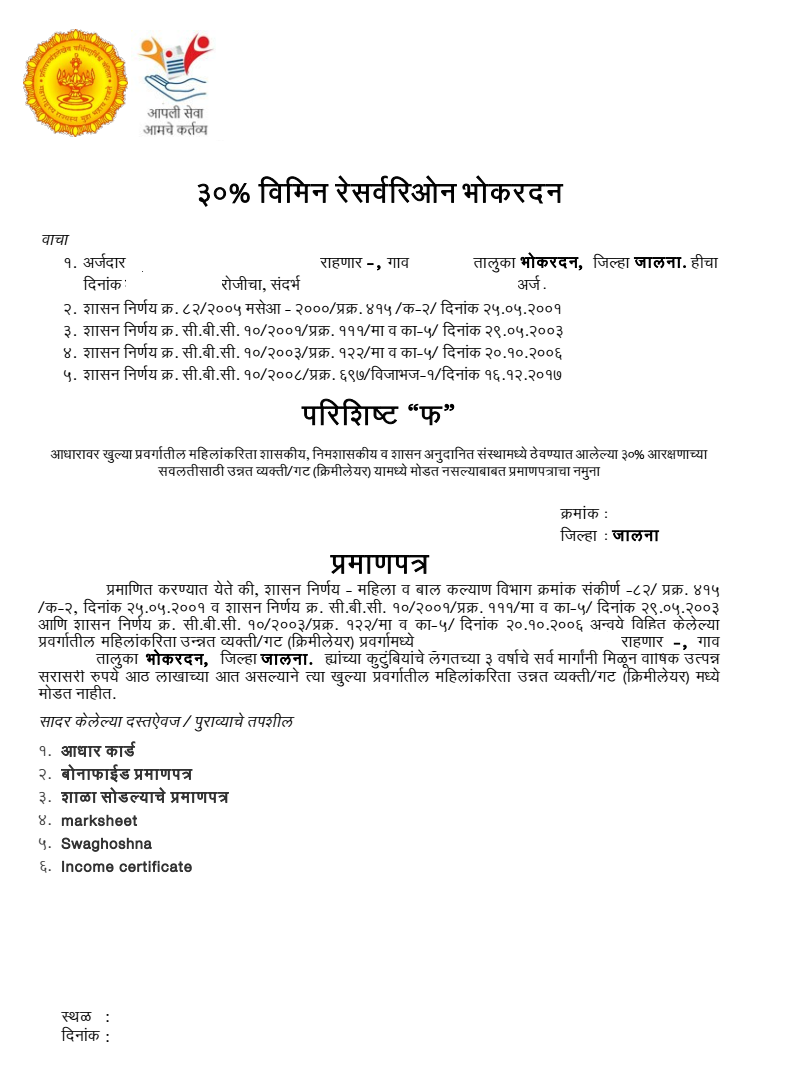 आपली सेवा
आमचे कर्तव्य
३०% विमिन रेसर्वरिओन भोकरदन
वाचा
१. अर्जदार राहणार -, गाव तालुका भोकरदन, जिल्हा जालना. हीचा
दिनांक रोजीचा, संदर्भ अर्ज .
२. शासन निर्णय क्र. ८२/२००५ मसेआ - २०००/प्रक्र. ४१५ /क-२/ दिनांक २५.०५.२००१
३. शासन निर्णय क्र. सी.बी.सी. १०/२००१/प्रक्र. १११/मा व का-५/ दिनांक २९.०५.२००३
४. शासन निर्णय क्र. सी.बी.सी. १०/२००३/प्रक्र. १२२/मा व का-५/ दिनांक २०.१०.२००६
५. शासन निर्णय क्र. सी.बी.सी. १०/२००८/प्रक्र. ६९७/विजाभज-१/दिनांक १६.१२.२०१७
परिशिष्ट “फ”
आधारावर खुल्या प्रवर्गातील महिलांकरिता शासकीय, निमशासकीय व शासन अनुदानित संस्थामध्ये ठेवण्यात आलेल्या ३०% आरक्षणाच्या
सवलतीसाठी उन्नत व्यक्ती/गट (क्रिमीलेयर) यामध्ये मोडत नसल्याबाबत प्रमाणपत्राचा नमुना
क्रमांक :
जिल्हा : जालना
प्रमाणपत्र
प्रमाणित करण्यात येते की, शासन निर्णय - महिला व बाल कल्याण विभाग क्रमांक संकीर्ण -८२/ प्रक्र. ४१५
/क-२, दिनांक २५.०५.२००१ व शासन निर्णय क्र. सी.बी.सी. १०/२००१/प्रक्र. १११/मा व का-५/ दिनांक २९.०५.२००३
आणि शासन निर्णय क्र. सी.बी.सी. १०/२००३/प्रक्र. १२२/मा व का-५/ दिनांक २०.१०.२००६ अन्वये विहित केलेल्या
प्रवर्गातील महिलांकरिता उन्न्नत व्यक्ती/गट (क्रिमीलेयर) प्रवर्गामध्ये राहणार -, गाव
तालुका भोकरदन, जिल्हा जालना. ह्यांच्या कुटुंबियांचे लगतच्या ३ वर्षाचे सर्व मार्गांनी मिळून वार्षिक उत्पन्न
सरासरी रुपये आठ लाखाच्या आत असल्याने त्या खुल्या प्रवर्गातील महिलांकरिता उन्नत व्यक्ती/गट (क्रिमीलेयर) मध्ये
मोडत नाहीत.
सादर केलेल्या दस्तऐवज / पुराव्याचे तपशील
१. आधार कार्ड
२. बोनाफाईड प्रमाणपत्र
३. शाळा सोडल्याचे प्रमाणपत्र
४. marksheet
५. Swaghoshna
६. Income certificate
स्थळ :
दिनांक :